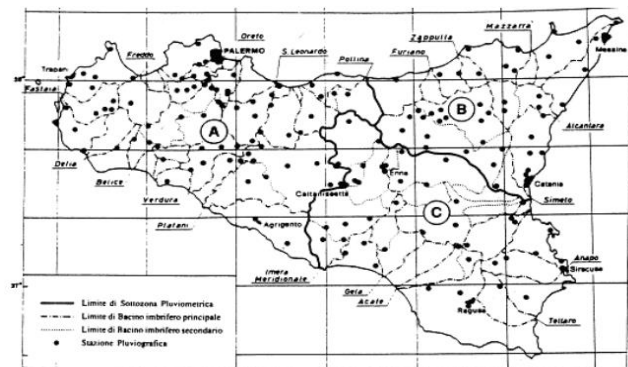 Oreto
Mazzarra
Zappulla
Messina
Freddo
PALERMO
S. Leonardo
Furiano
Pollina
Trapani
38
Fastaia
B
A
Alcantara
Delia
Enna
Belice
Catania
Caltanissetta
Verdura
Simeto
C
Platani
Agrigento
Anapo
Siracusa
Imera
Meridionale
37
Gela
Acate
Limite di Sottozona Pluviometrica
Ragusa
Limite di Bacino imbrifero principale
Tellaro
Limite di Bacino imbrifero secondario
Stazione Pluviografica